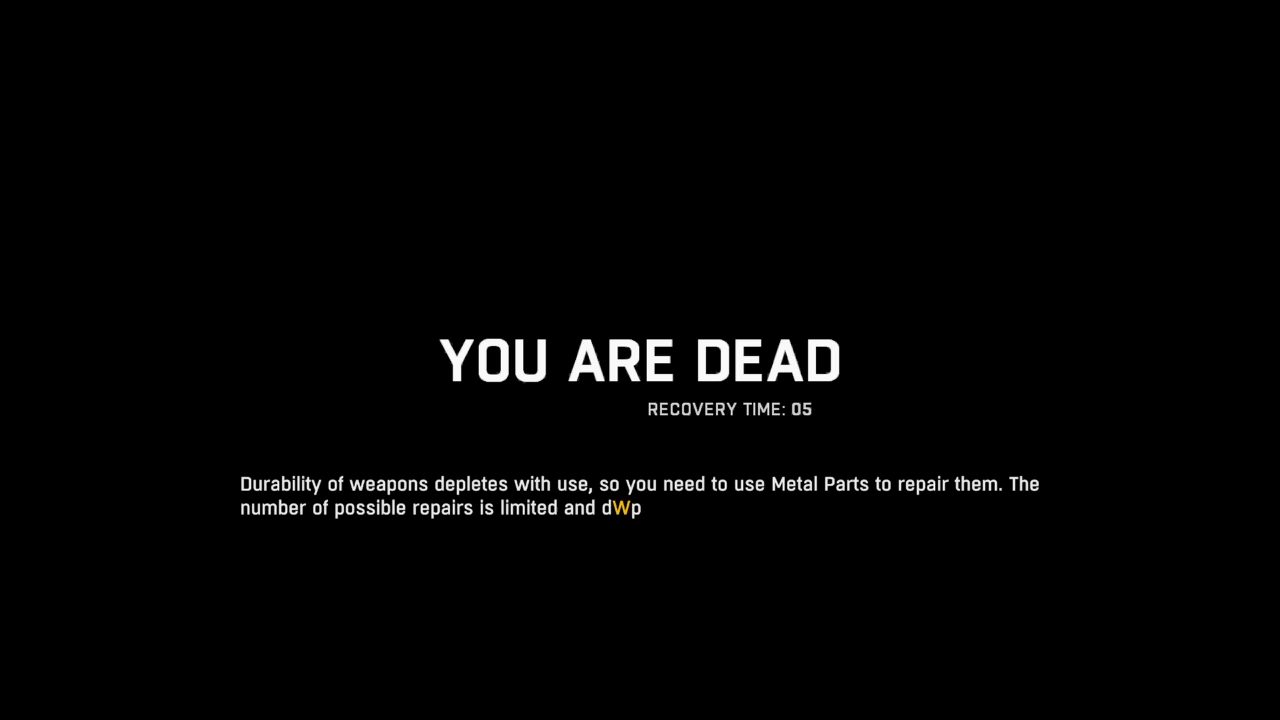 YOU ARE DEAD
RECOVERY TIME: 05
Durability of weapons depletes with use, so you need to use Metal Parts to repair them. The
number of possible repairs is limited and dWp